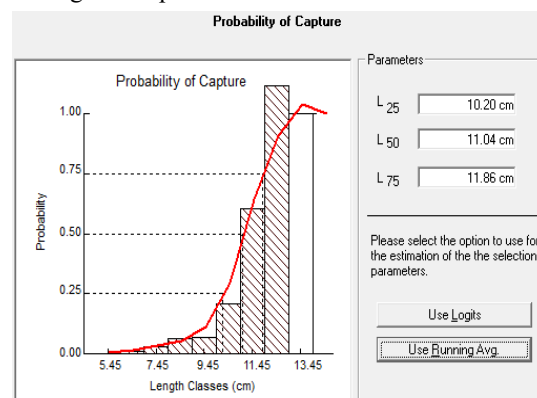 Probability of Capture
Probability of Capture
1.00
0.75
0.50
0.25
0.00
Probability
5.45 7.45 9.45 11.45 13.45
Length Classes (cm)
Parameters
L 25 10.20 cm
L 50 11.04 cm
L 75 11.86 cm
Please select the option to use for
the estimation of the the selection
parameters.
Use Logits
Use Running Avg.